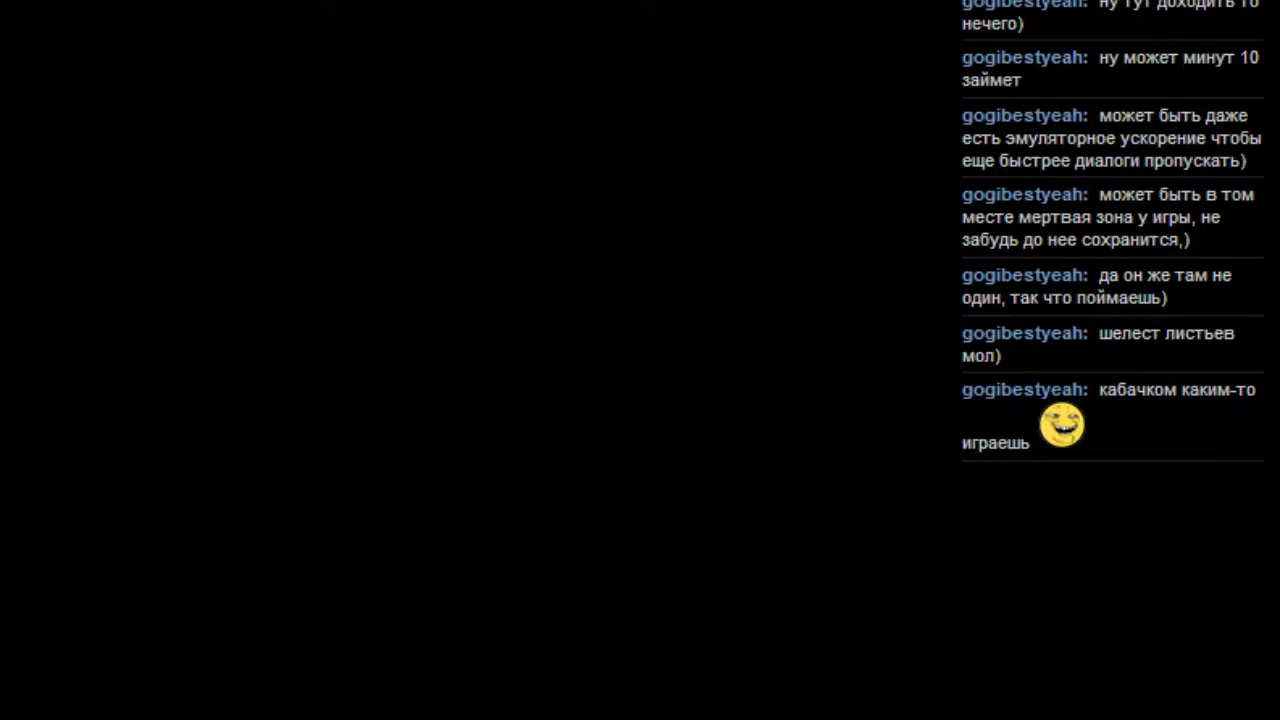 gogibestyeah: ну тут доходить то
нечего)
gogibestyeah: ну может минут 10
займет
gogibestyeah: может быть даже
есть эмуляторное ускорение чтобы
еще быстрее диалоги пропускать)
gogibestyeah: может быть в том
месте мертвая зона у игры, не
забудь до нее сохранится,)
gogibestyeah: да он же там не
один, так что поймаешь)
gogibestyeah: шелест листьев
мол)
gogibestyeah: кабачком каким-то
играешь